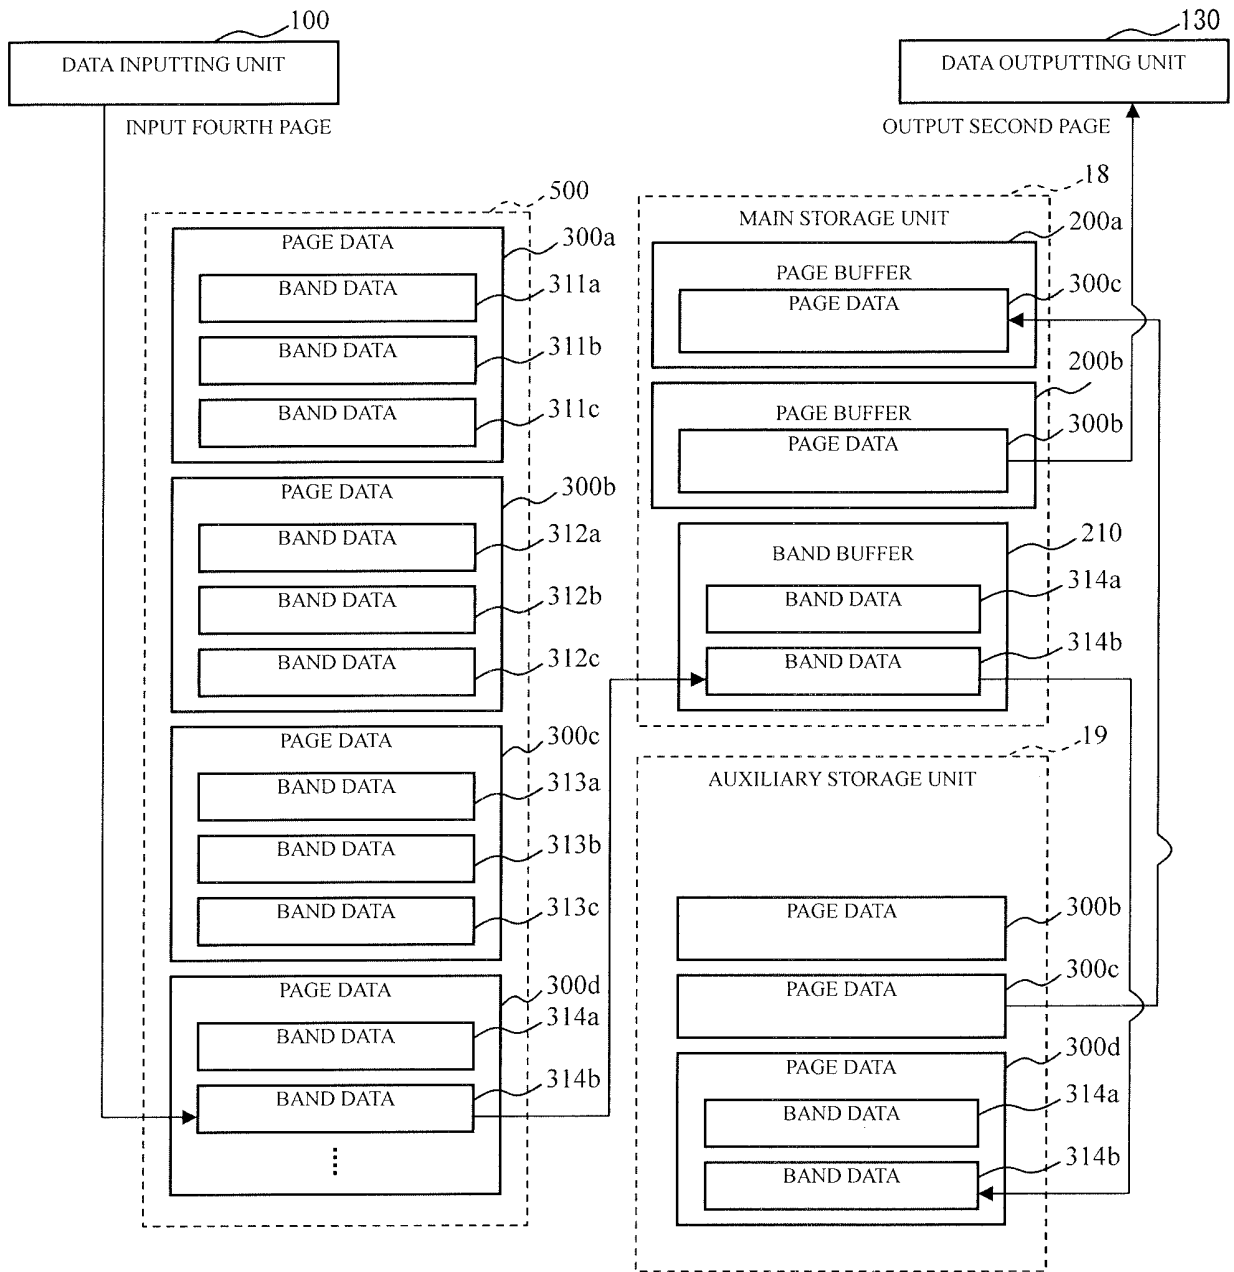 100
DATA INPUTTING UNIT
INPUT FOURTH PAGE
130
DATA OUTPUTTING UNIT
OUTPUT SECOND PAGE
500
PAGE DATA
300a
BAND DATA
311a
BAND DATA
311b
BAND DATA
311c
PAGE DATA
300b
BAND DATA
312a
BAND DATA
312b
BAND DATA
312c
PAGE DATA
300c
BAND DATA
313a
BAND DATA
313b
BAND DATA
313c
PAGE DATA
300d
BAND DATA
314a
BAND DATA
314b
18
MAIN STORAGE UNIT
200a
PAGE BUFFER
PAGE DATA
300c
200b
PAGE BUFFER
PAGE DATA
300b
210
BAND BUFFER
BAND DATA
314a
BAND DATA
314b
19
AUXILIARY STORAGE UNIT
PAGE DATA
300b
PAGE DATA
300c
PAGE DATA
300d
BAND DATA
314a
BAND DATA
314b